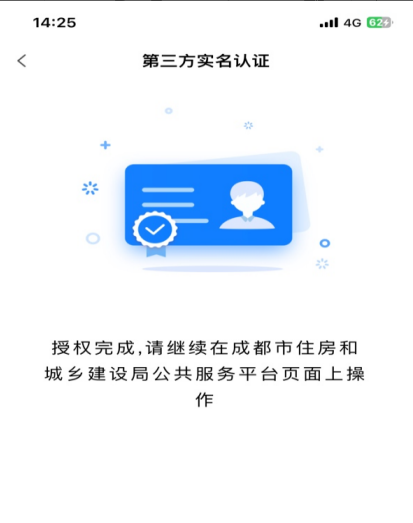 14:25
4G 62
第三方实名认证
授权完成,请继续在成都市住房和
城乡建设局公共服务平台页面上操
作